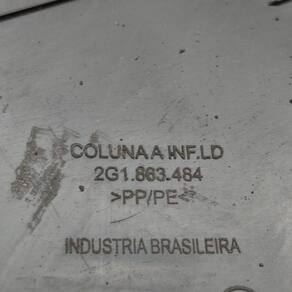 COLUNA A INF.LD
2G1.863.484
>PP/PE<
INDUSTRIA BRASILEIRA